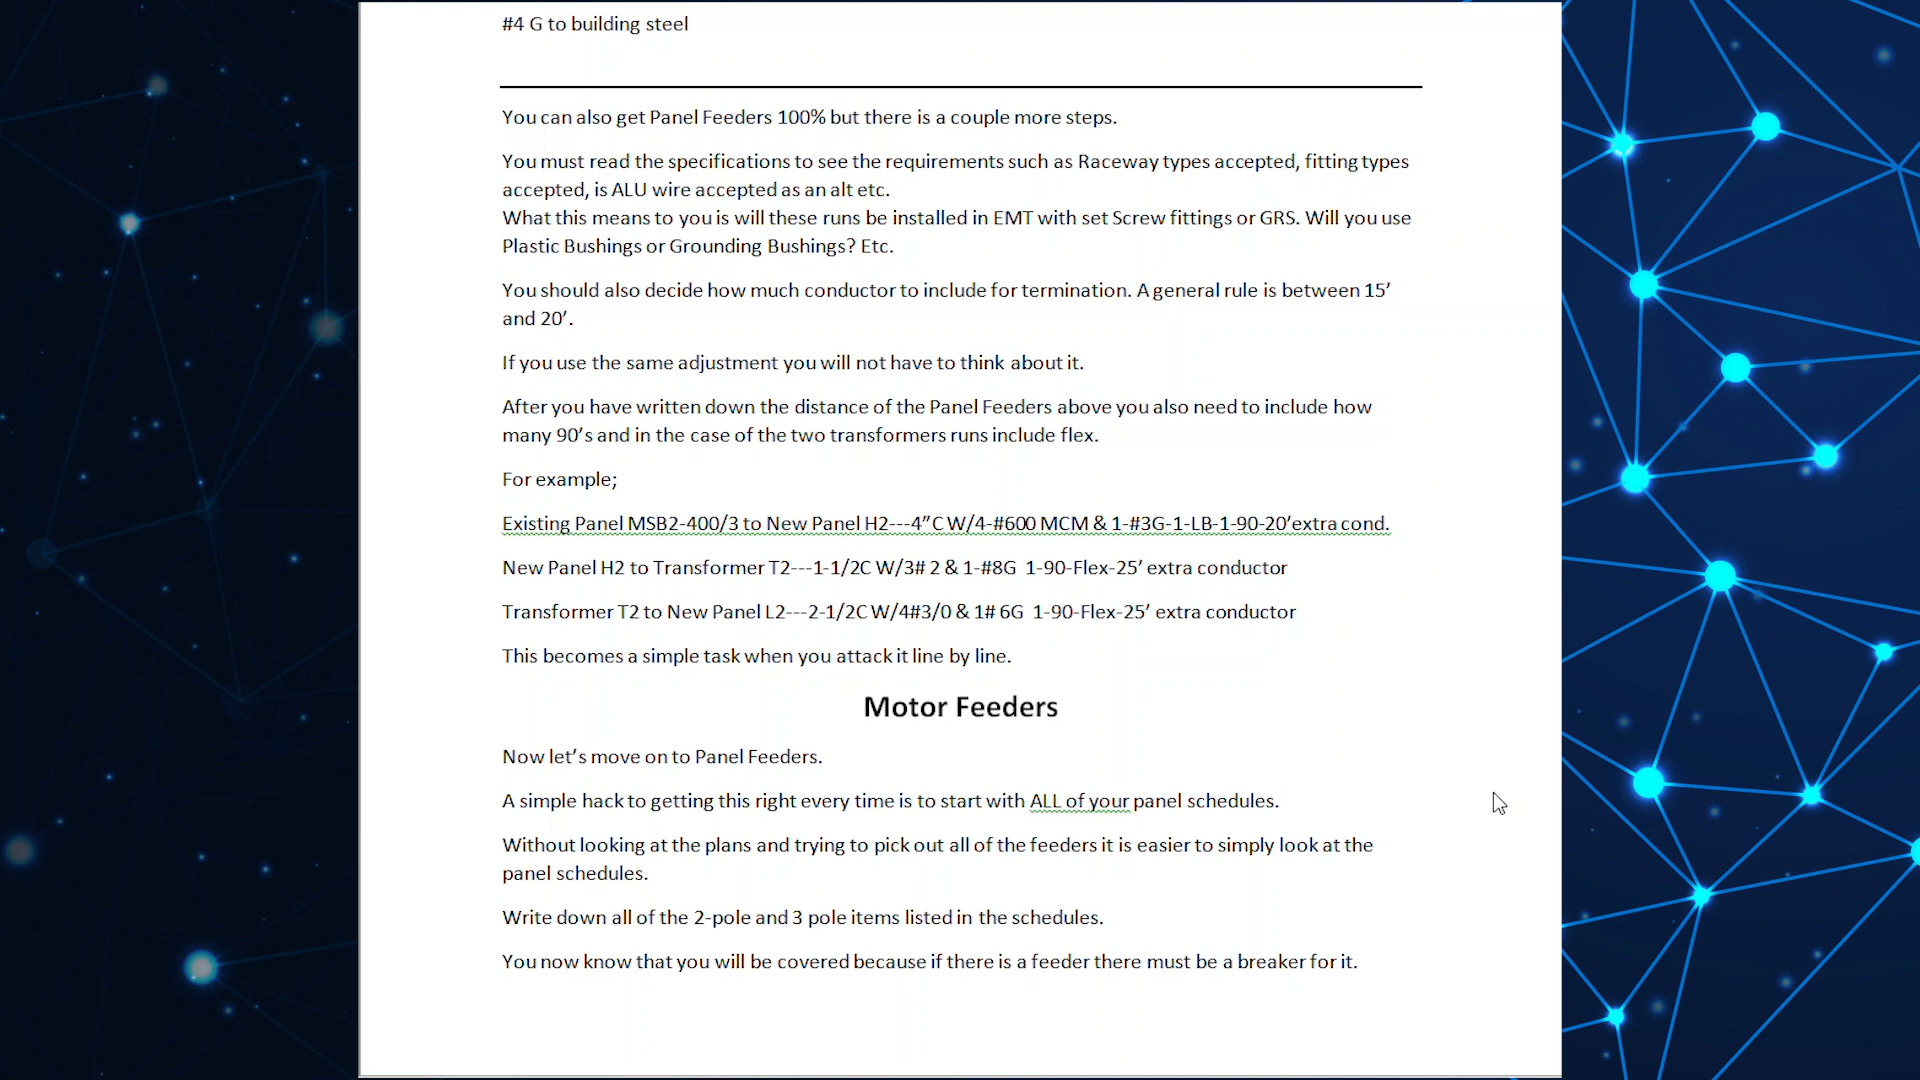 #4 G to building steel
You can also get Panel Feeders 100% but there is a couple more steps.
You must read the specifications to see the requirements such as Raceway types accepted, fitting types
accepted, is ALU wire accepted as an alt etc.
What this means to you is will these runs be installed in EMT with set Screw fittings or GRS. Will you use
Plastic Bushings or Grounding Bushings? Etc.
You should also decide how much conductor to include for termination. A general rule is between 15’
and 20’.
If you use the same adjustment you will not have to think about it.
After you have written down the distance of the Panel Feeders above you also need to include how
many 90’s and in the case of the two transformers runs include flex.
For example;
Existing Panel MSB2-400/3 to New Panel H2---4”C W/4-#600 MCM & 1-#3G-1-LB-1-90-20’extra cond.
New Panel H2 to Transformer T2---1-1/2C W/3# 2 & 1-#8G 1-90-Flex-25’ extra conductor
Transformer T2 to New Panel L2---2-1/2C W/4#3/0 & 1# 6G 1-90-Flex-25’ extra conductor
This becomes a simple task when you attack it line by line.
Motor Feeders
Now let’s move on to Panel Feeders.
A simple hack to getting this right every time is to start with ALL of your panel schedules.
Without looking at the plans and trying to pick out all of the feeders it is easier to simply look at the
panel schedules.
Write down all of the 2-pole and 3 pole items listed in the schedules.
You now know that you will be covered because if there is a feeder there must be a breaker for it.